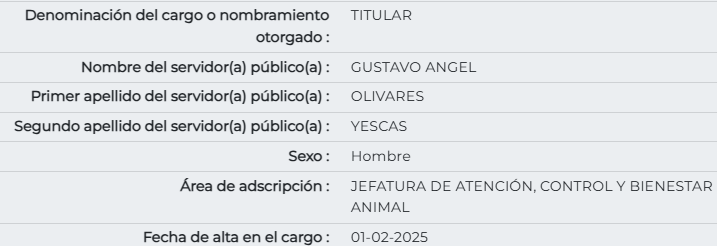 Denominación del cargo o nombramiento otorgado : TITULAR
Nombre del servidor(a) público(a) : GUSTAVO ANGEL
Primer apellido del servidor(a) público(a) : OLIVARES
Segundo apellido del servidor(a) público(a) : YESCAS
Sexo : Hombre
Área de adscripción : JEFATURA DE ATENCIÓN, CONTROL Y BIENESTAR
ANIMAL
Fecha de alta en el cargo : 01-02-2025